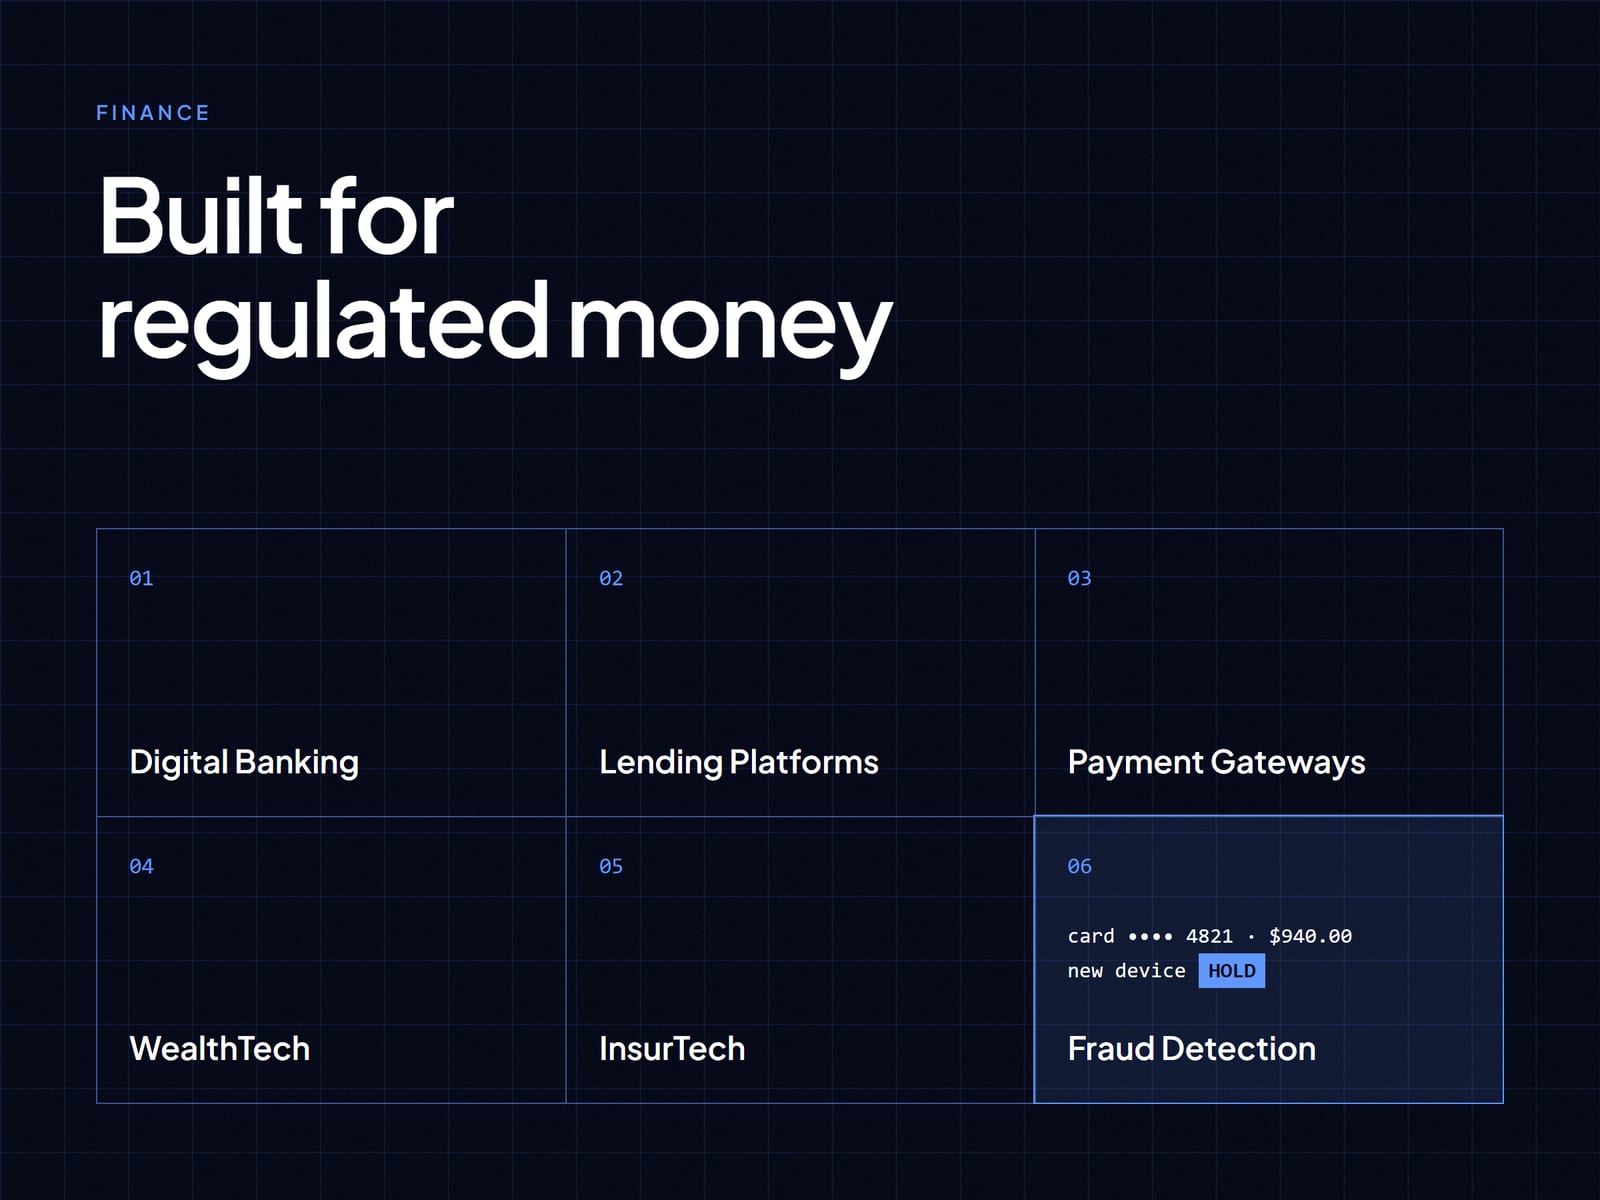 FINANCE
Built for
regulated money
01
Digital Banking
02
Lending Platforms
03
Payment Gateways
04
WealthTech
05
InsurTech
06
card •••• 4821 · $940.00
new device HOLD
Fraud Detection